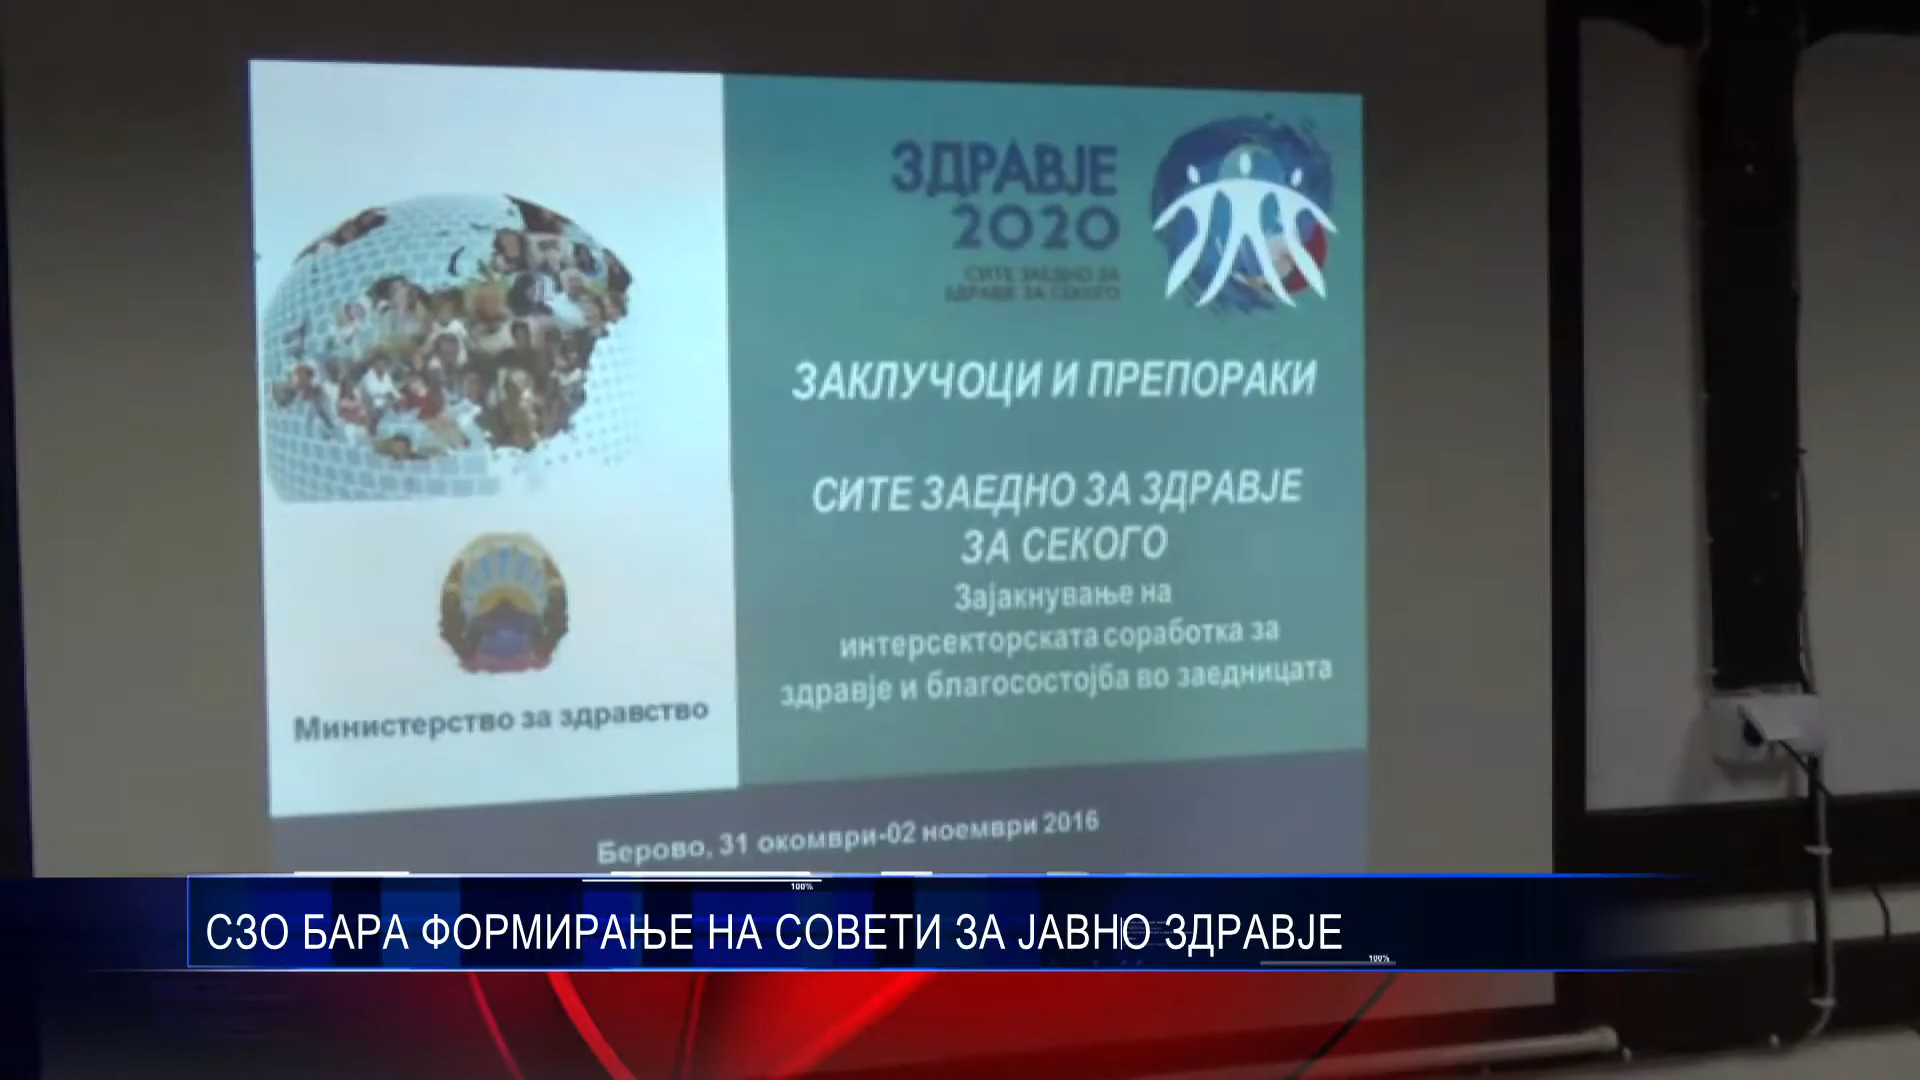 ЗДРАВЈЕ
2020
СИТЕ ЗАЕДНО ЗА
ЗДРАВЈЕ ЗА СЕКОГО
ЗАКЛУЧОЦИ И ПРЕПОРАКИ
СИТЕ ЗАЕДНО ЗА ЗДРАВЈЕ
ЗА СЕКОГО
Зајакнување на
интерсекторската соработка за
здравје и благосостојба во заедницата
Министерство за здравство
Берово, 31 окомври-02 ноември 2016
100%
СЗО БАРА ФОРМИРАЊЕ НА СОВЕТИ ЗА ЈАВНО ЗДРАВЈЕ
100%